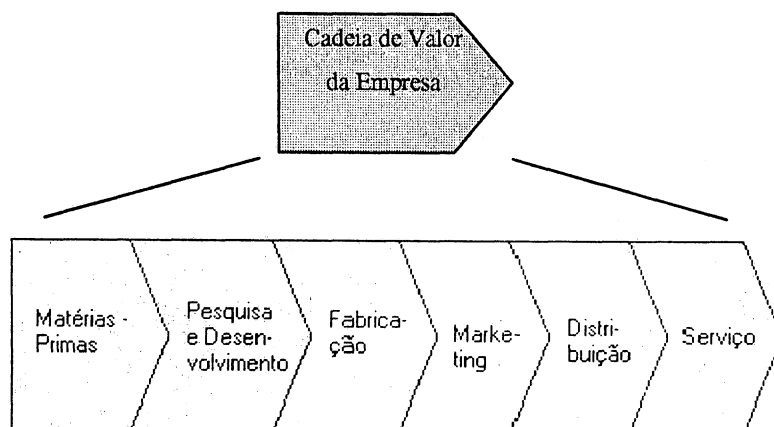 Cadeia de Valor
da Empresa
Matérias -
Primas
Pesquisa
e Desen-
volvimento
Fabrica-
ção
Marke-
ting
Distri-
buição
Serviço